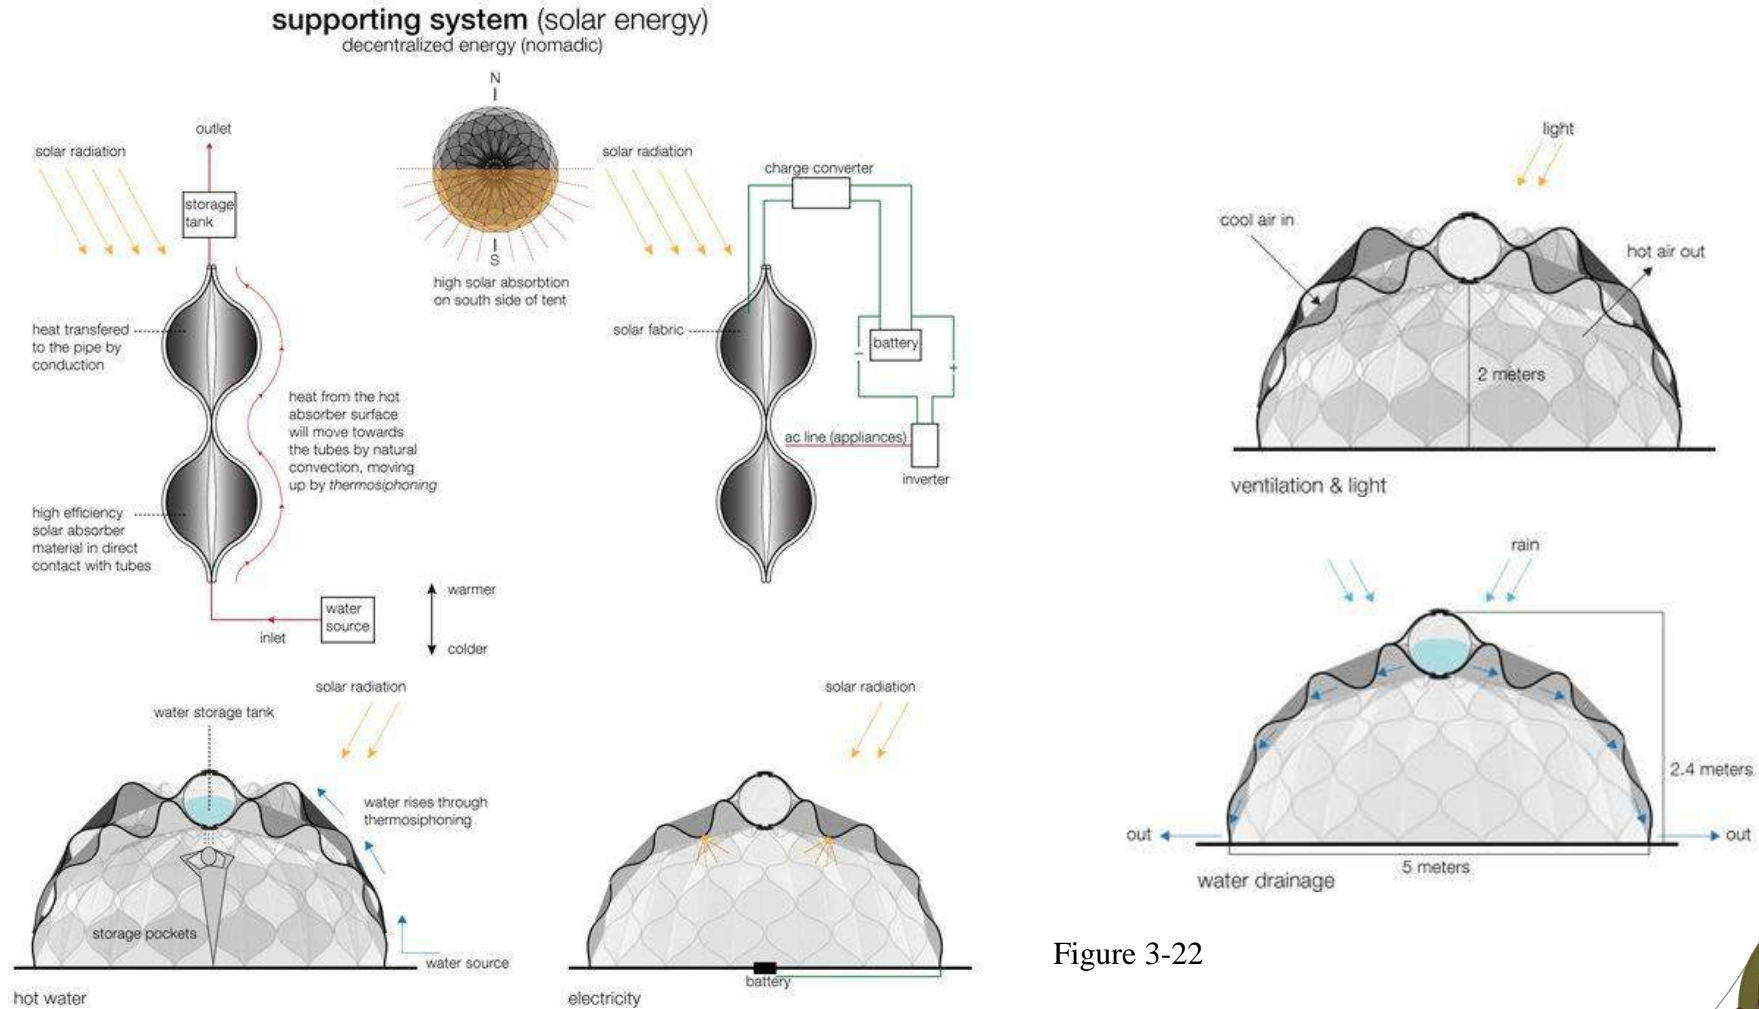 supporting system (solar energy)
decentralized energy (nomadic)
N
S
high solar absorbtion
on south side of tent
solar radiation
outlet
storage
tank
heat transfered
to the pipe by
conduction
heat from the hot
absorber surface
will move towards
the tubes by natural
convection, moving
up by thermosiphoning
high efficiency
solar absorber
material in direct
contact with tubes
water
source
inlet
warmer
colder
solar radiation
charge converter
solar fabric
battery
−
+
ac line (appliances)
inverter
solar radiation
water storage tank
water rises through
thermosiphoning
storage pockets
water source
hot water
solar radiation
battery
electricity
light
cool air in
hot air out
2 meters
ventilation & light
rain
2.4 meters
out
out
5 meters
water drainage
Figure 3-22